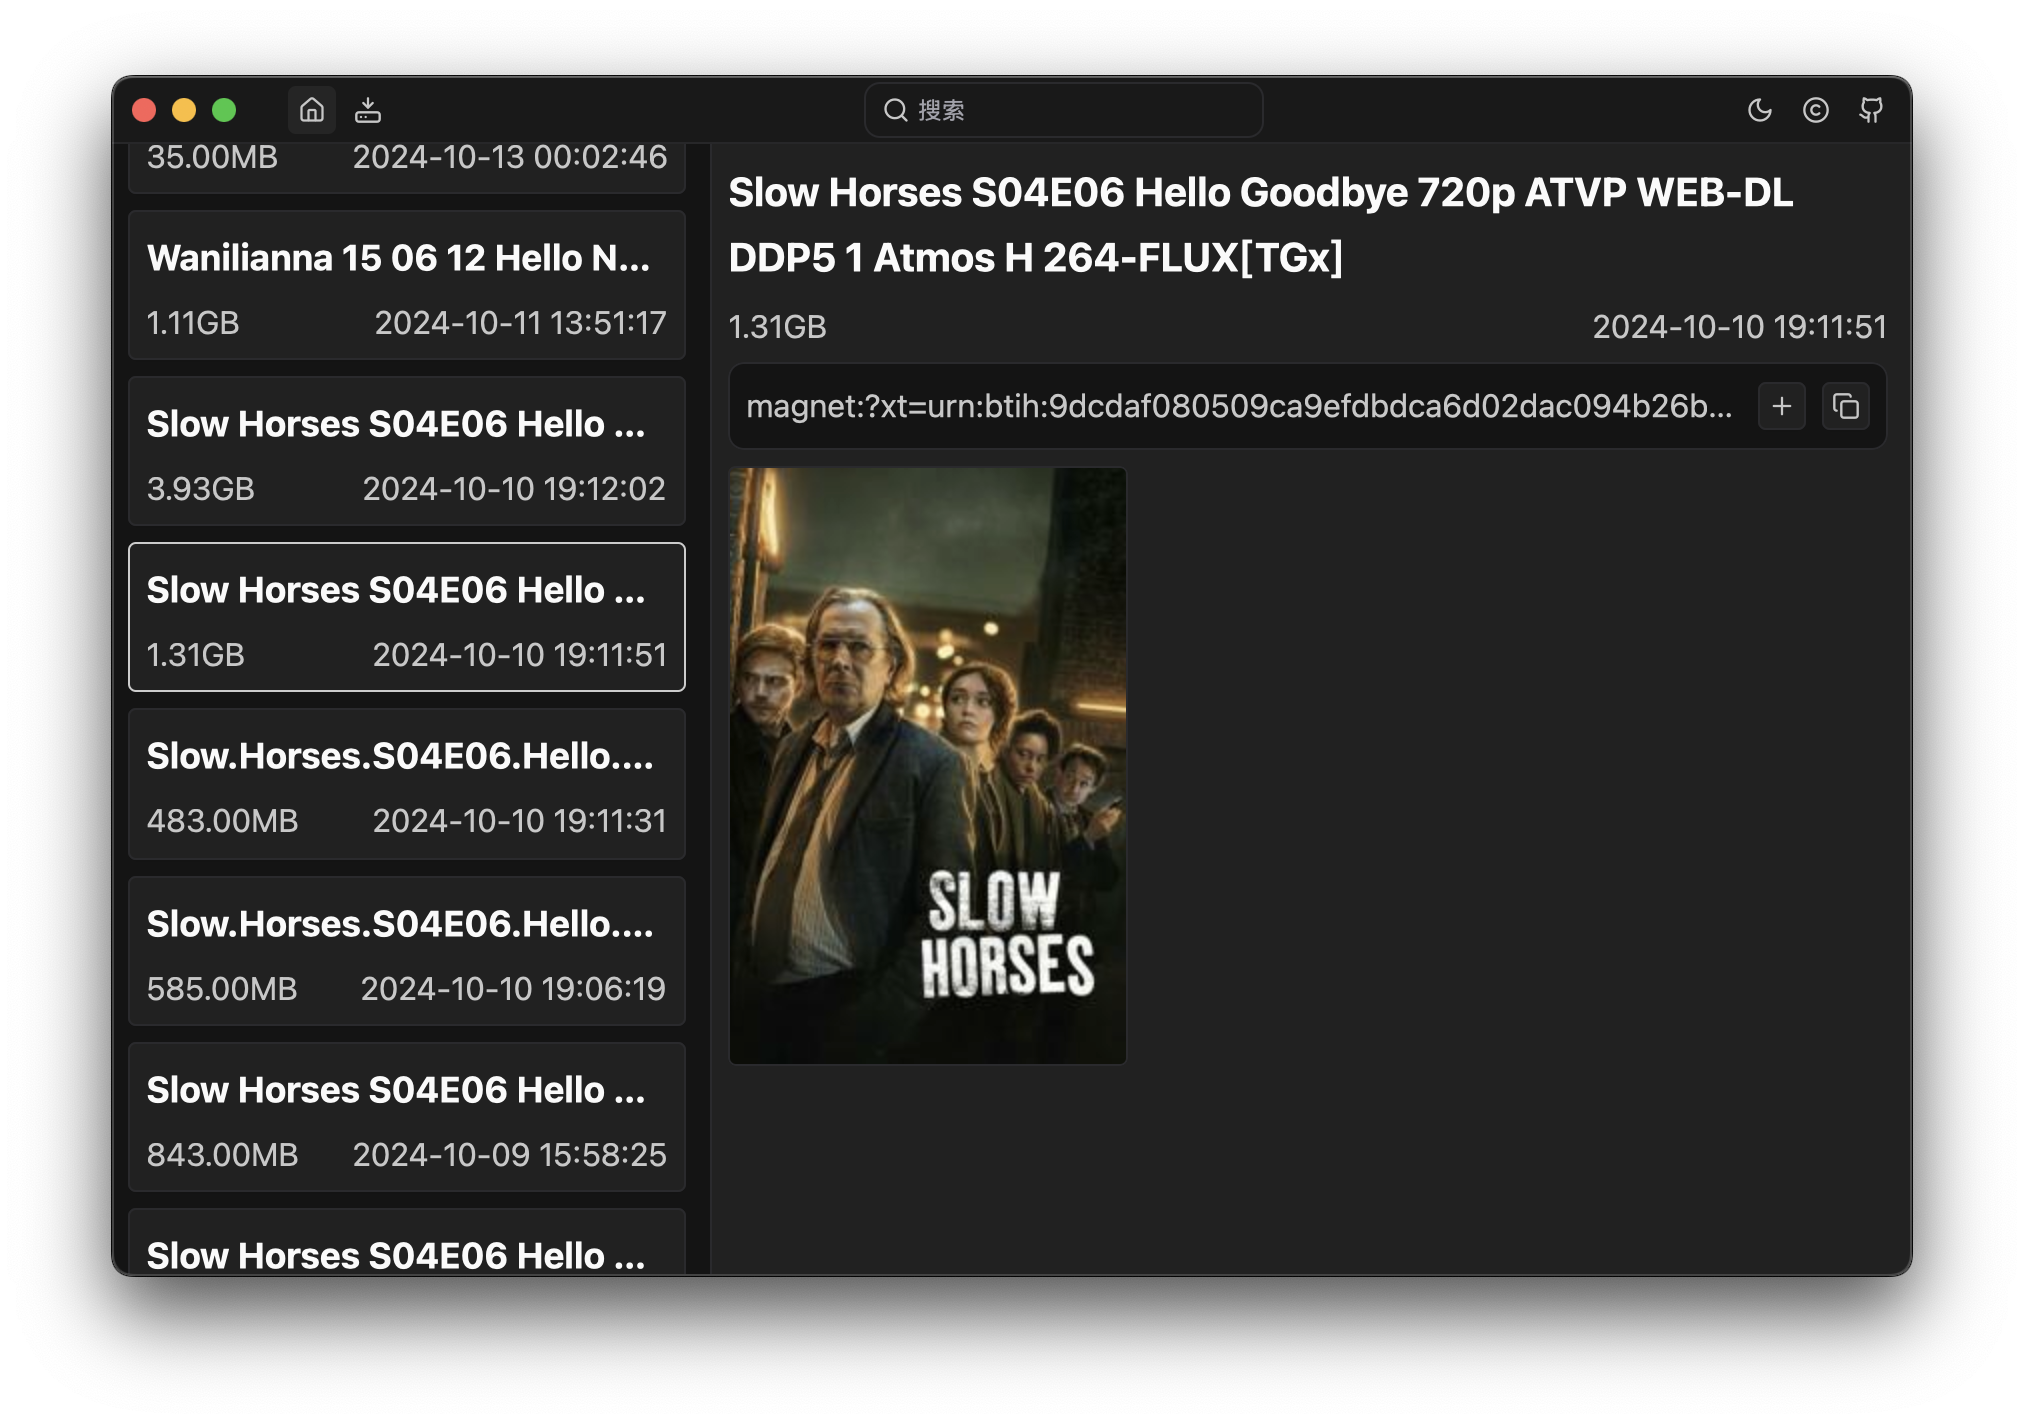 搜索
35.00MB 2024-10-13 00:02:46
Wanilianna 15 06 12 Hello N...
1.11GB 2024-10-11 13:51:17
Slow Horses S04E06 Hello ...
3.93GB 2024-10-10 19:12:02
Slow Horses S04E06 Hello ...
1.31GB 2024-10-10 19:11:51
Slow.Horses.S04E06.Hello....
483.00MB 2024-10-10 19:11:31
Slow.Horses.S04E06.Hello....
585.00MB 2024-10-10 19:06:19
Slow Horses S04E06 Hello ...
843.00MB 2024-10-09 15:58:25
Slow Horses S04E06 Hello ...
Slow Horses S04E06 Hello Goodbye 720p ATVP WEB-DL
DDP5 1 Atmos H 264-FLUX[TGx]
1.31GB 2024-10-10 19:11:51
magnet:?xt=urn:btih:9dcdaf080509ca9efdbdca6d02dac094b26b...
SLOW
HORSES